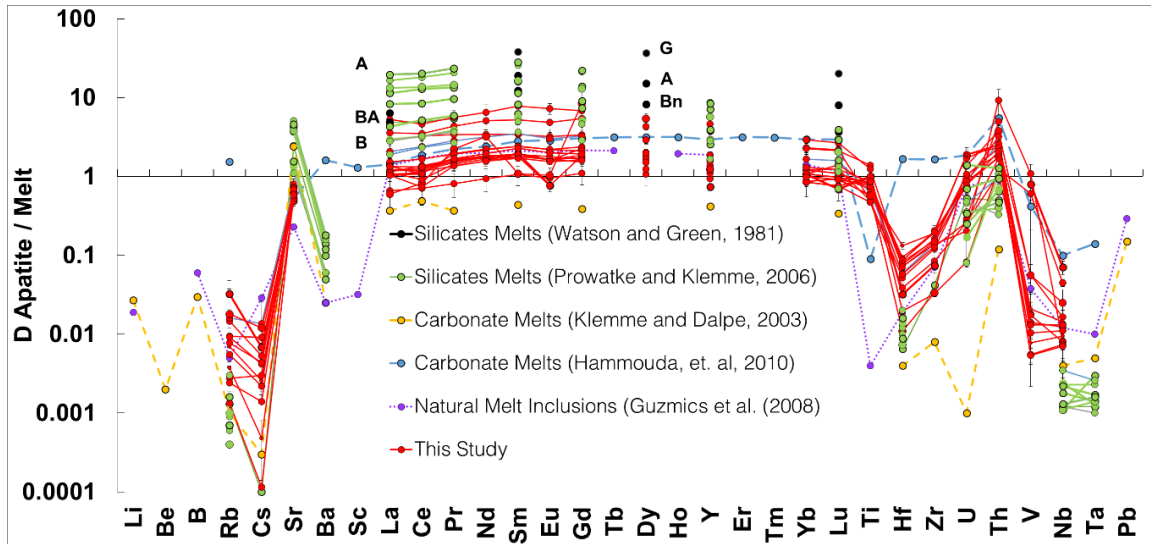 100
10
1
0.1
0.01
0.001
0.0001
D Apatite / Melt
A
BA
B
G
A
Bn
Silicates Melts (Watson and Green, 1981)
Silicates Melts (Prowatke and Klemme, 2006)
Carbonate Melts (Klemme and Dalpe, 2003)
Carbonate Melts (Hammouda, et. al, 2010)
Natural Melt Inclusions (Guzmics et al. (2008)
This Study
Li
Be
B
Rb
Cs
Sr
Ba
Sc
La
Ce
Pr
Nd
Sm
Eu
Gd
Tb
Dy
Ho
Y
Er
Tm
Yb
Lu
Ti
Hf
Zr
U
Th
V
Nb
Ta
Pb